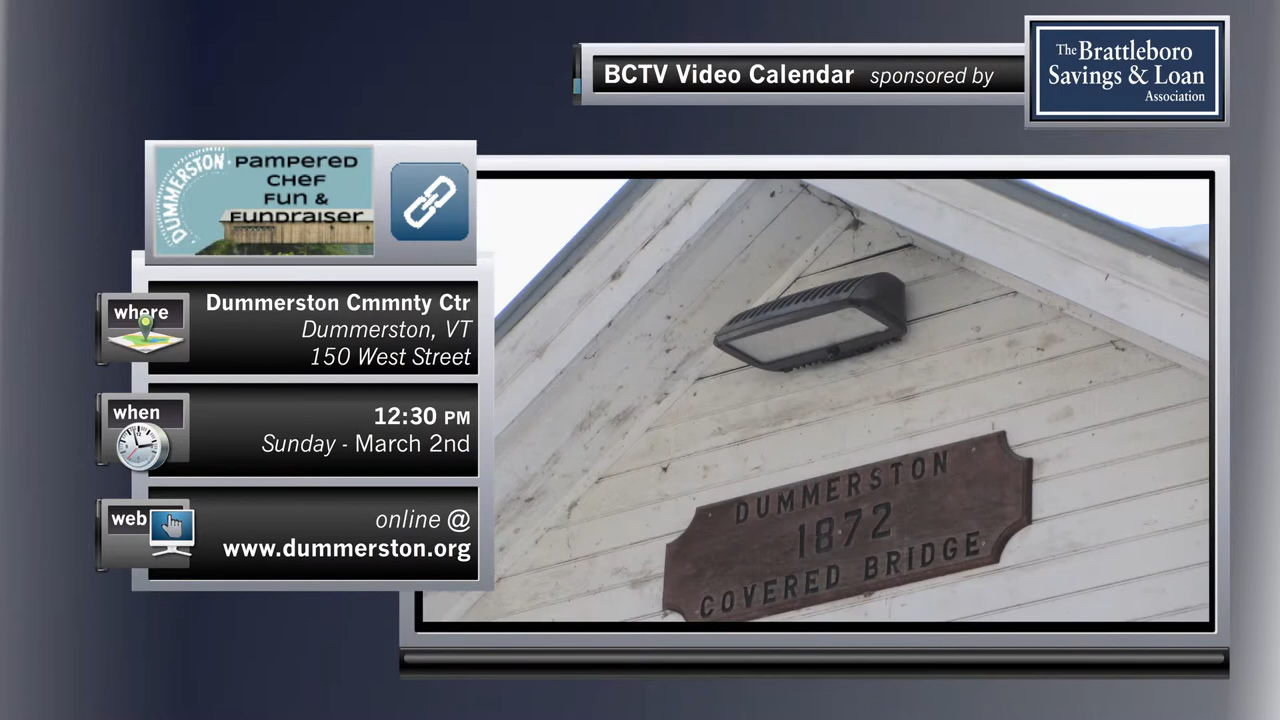 BCTV Video Calendar sponsored by
The Brattleboro
Savings & Loan
Association
DUMMERSTON
PAMPERED
CHEF
FUN &
FUNDRAISER
where
Dummerston Cmmnty Ctr
Dummerston, VT
150 West Street
when
12:30 PM
Sunday - March 2nd
web
online @
www.dummerston.org
DUMMERSTON
1872
COVERED BRIDGE